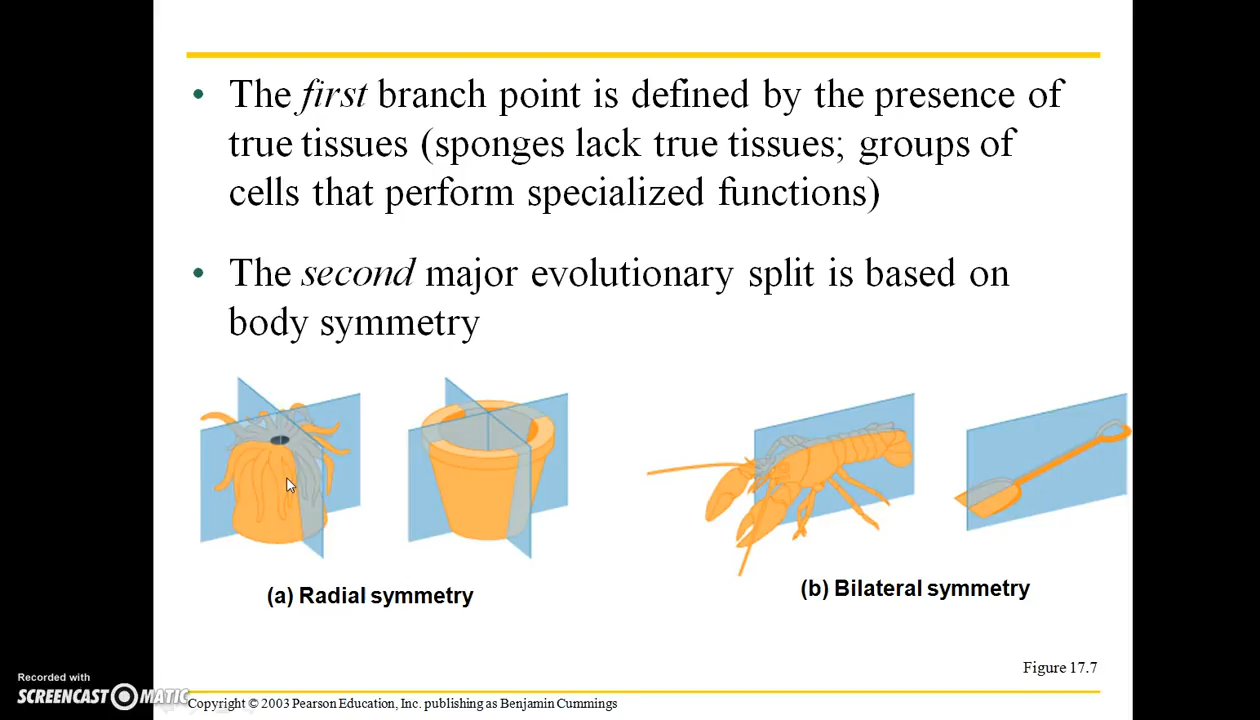 • The first branch point is defined by the presence of
true tissues (sponges lack true tissues; groups of
cells that perform specialized functions)
• The second major evolutionary split is based on
body symmetry
(a) Radial symmetry
(b) Bilateral symmetry
Figure 17.7
Recorded with
SCREENCAST MATIC
Copyright © 2003 Pearson Education, Inc. publishing as Benjamin Cummings